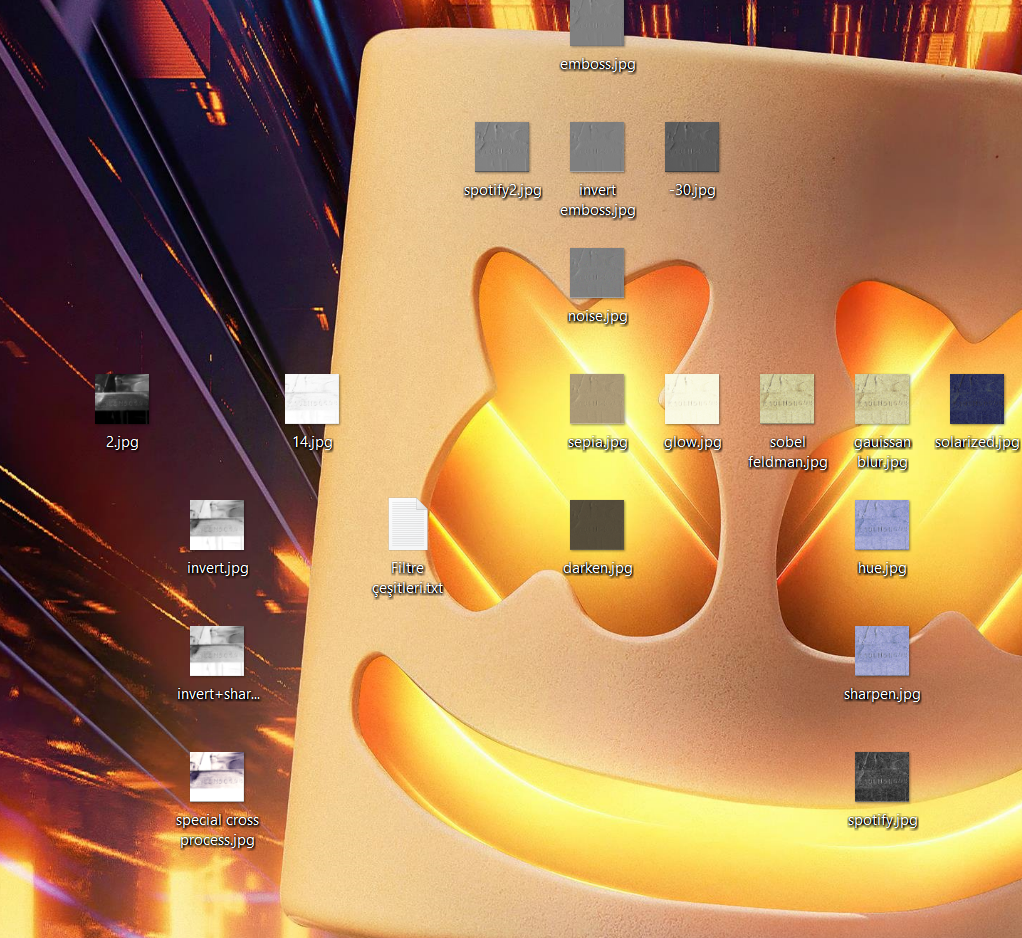 emboss.jpg
spotify2.jpg
invert
emboss.jpg
-30.jpg
noise.jpg
2.jpg
14.jpg
sepia.jpg
glow.jpg
sobel
feldman.jpg
gauissan
blur.jpg
solarized.jpg
invert.jpg
Filtre
çeşitleri.txt
darken.jpg
hue.jpg
invert+shar...
sharpen.jpg
special cross
process.jpg
spotify.jpg